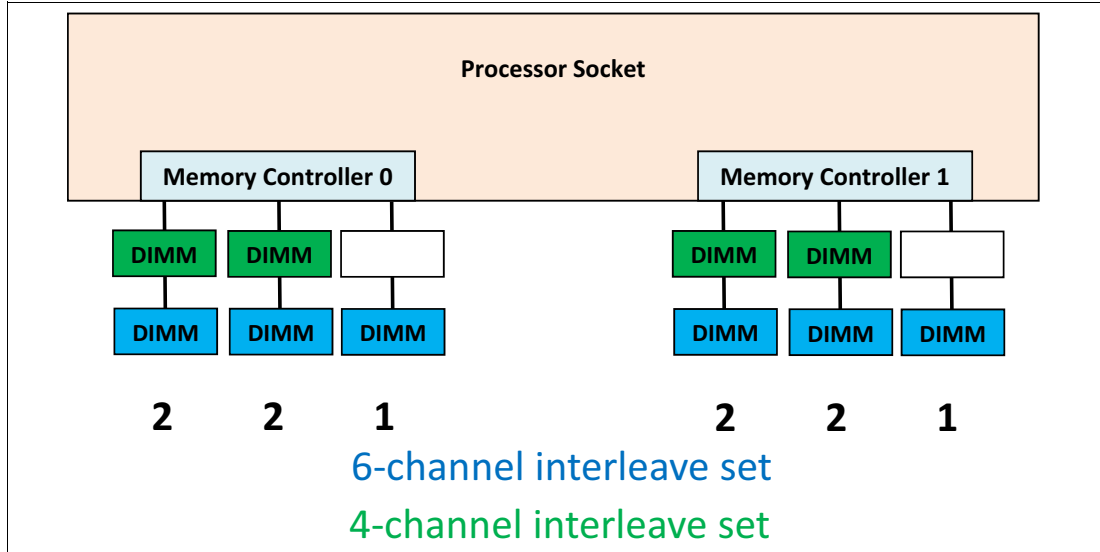 Processor Socket
Memory Controller 0 Memory Controller 1
DIMM DIMM DIMM DIMM
DIMM DIMM DIMM DIMM DIMM DIMM
2 2 1 2 2 1
6-channel interleave set
4-channel interleave set